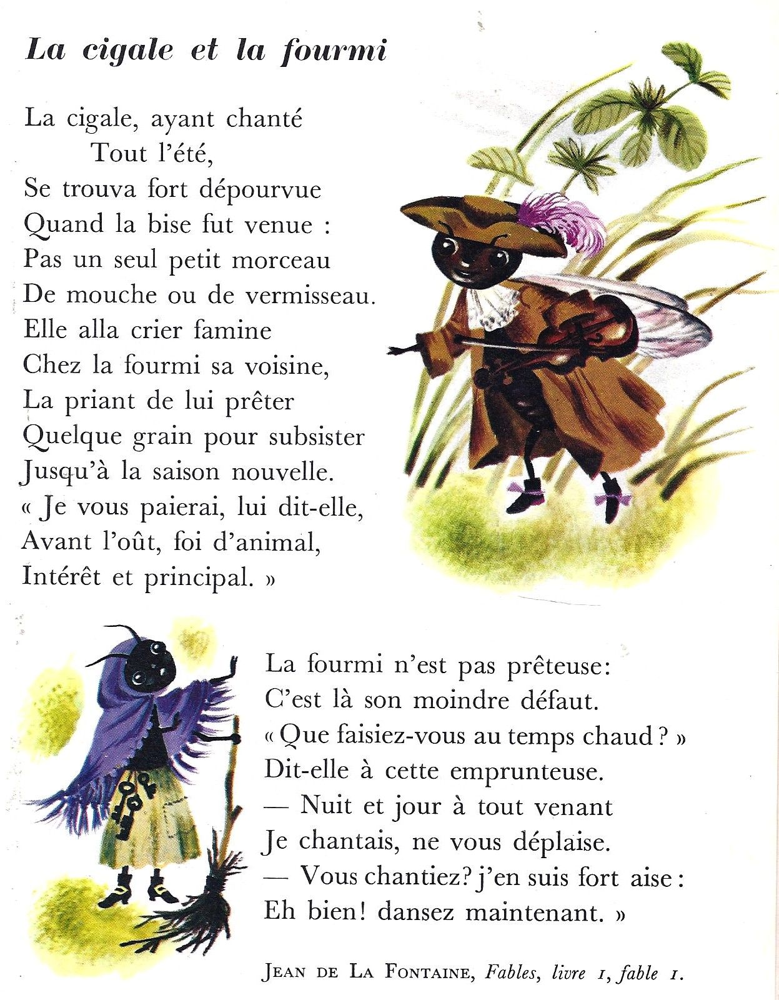 La cigale et la fourmi
La cigale, ayant chanté
Tout l'été,
Se trouva fort dépourvue
Quand la bise fut venue :
Pas un seul petit morceau
De mouche ou de vermisseau.
Elle alla crier famine
Chez la fourmi sa voisine,
La priant de lui prêter
Quelque grain pour subsister
Jusqu'à la saison nouvelle.
« Je vous paierai, lui dit-elle,
Avant l'oût, foi d'animal,
Intérêt et principal. »
La fourmi n'est pas prêteuse:
C'est là son moindre défaut.
« Que faisiez-vous au temps chaud ? »
Dit-elle à cette emprunteuse.
— Nuit et jour à tout venant
Je chantais, ne vous déplaise.
— Vous chantiez? j'en suis fort aise :
Eh bien! dansez maintenant. »
JEAN DE LA FONTAINE, Fables, livre 1, fable 1.